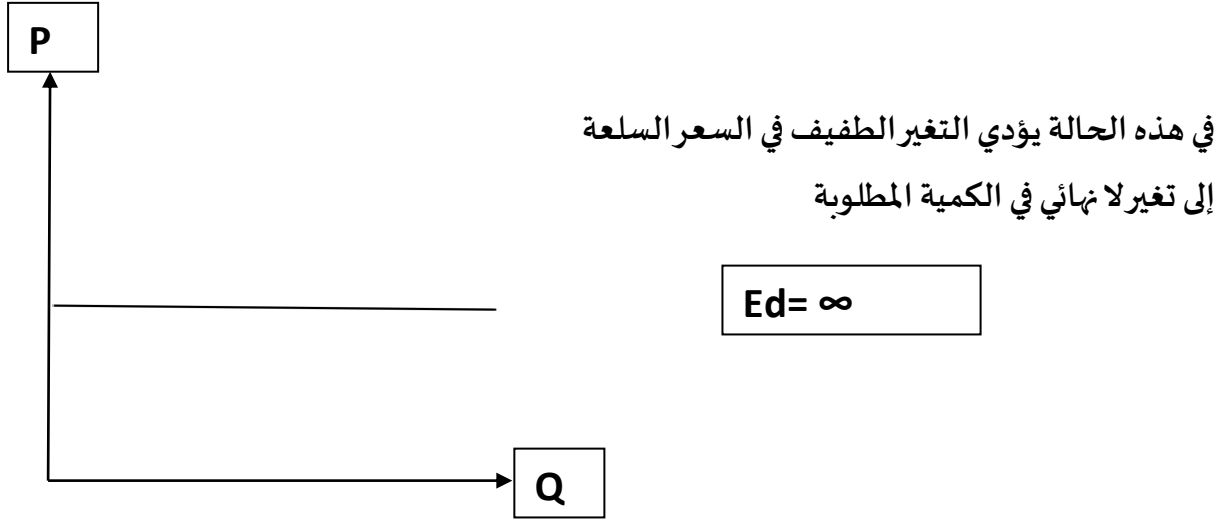 P
في هذه الحالة يؤدي التغير الطفيف في السعر السلعة
إلى تغير لا نهائي في الكمية المطلوبة
Ed= ∞
Q